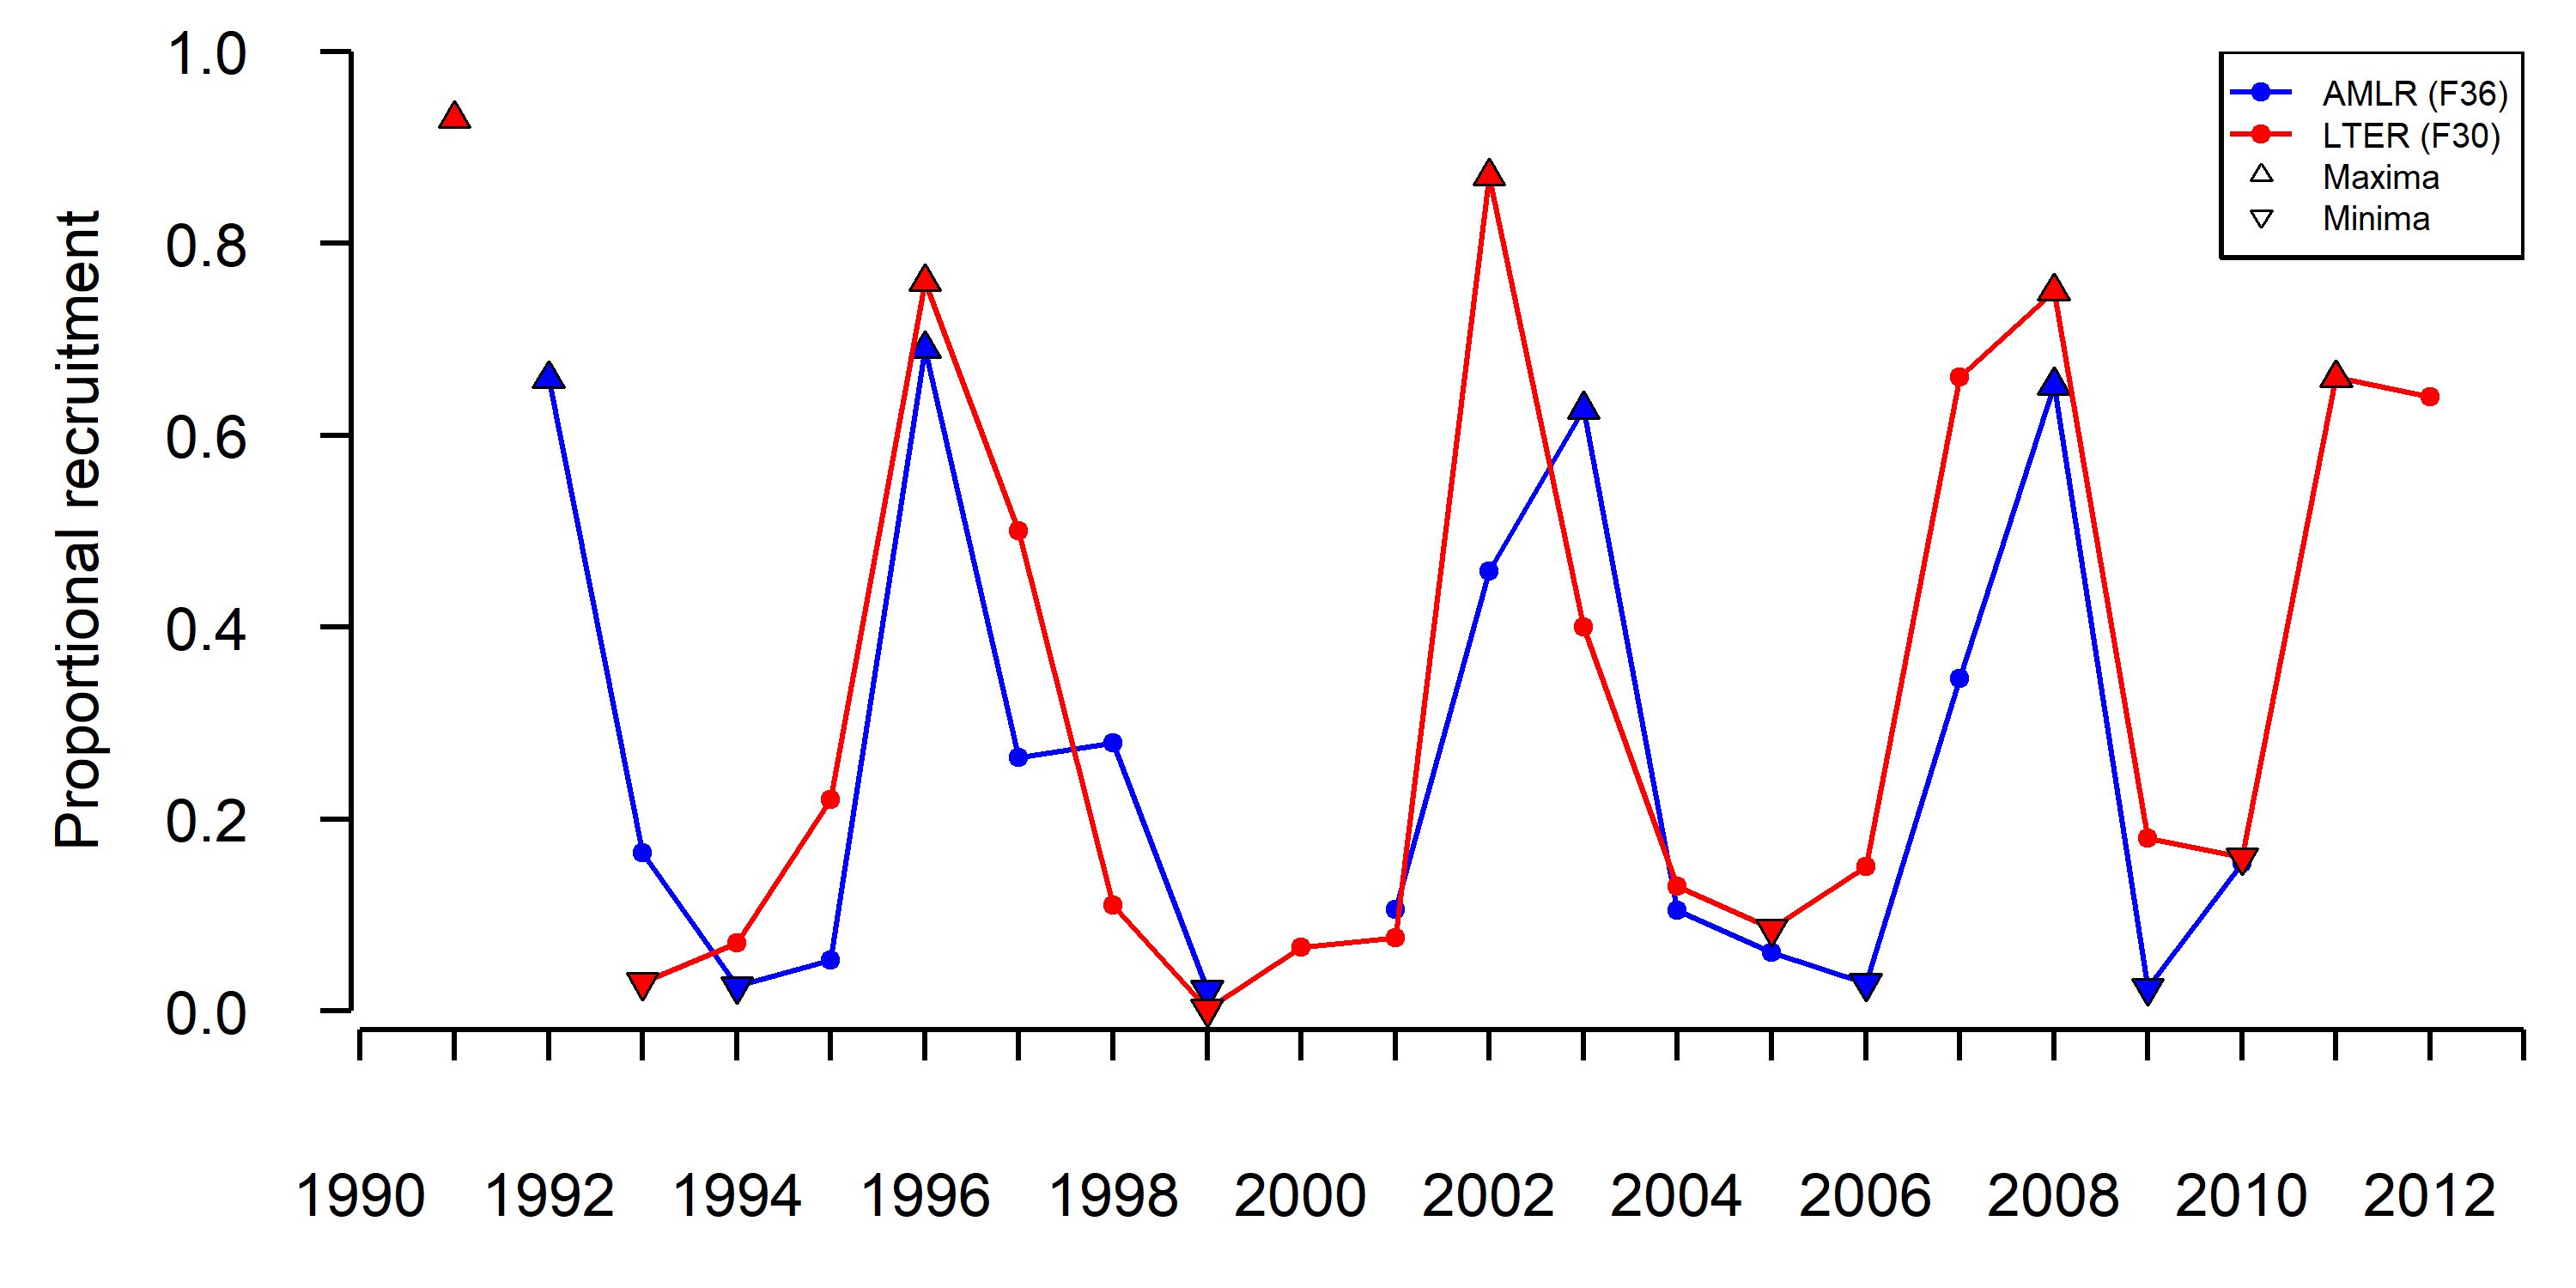 1.0
0.8
0.6
0.4
0.2
0.0
Proportional recruitment
AMLR (F36)
LTER (F30)
Maxima
Minima
1990 1992 1994 1996 1998 2000 2002 2004 2006 2008 2010 2012